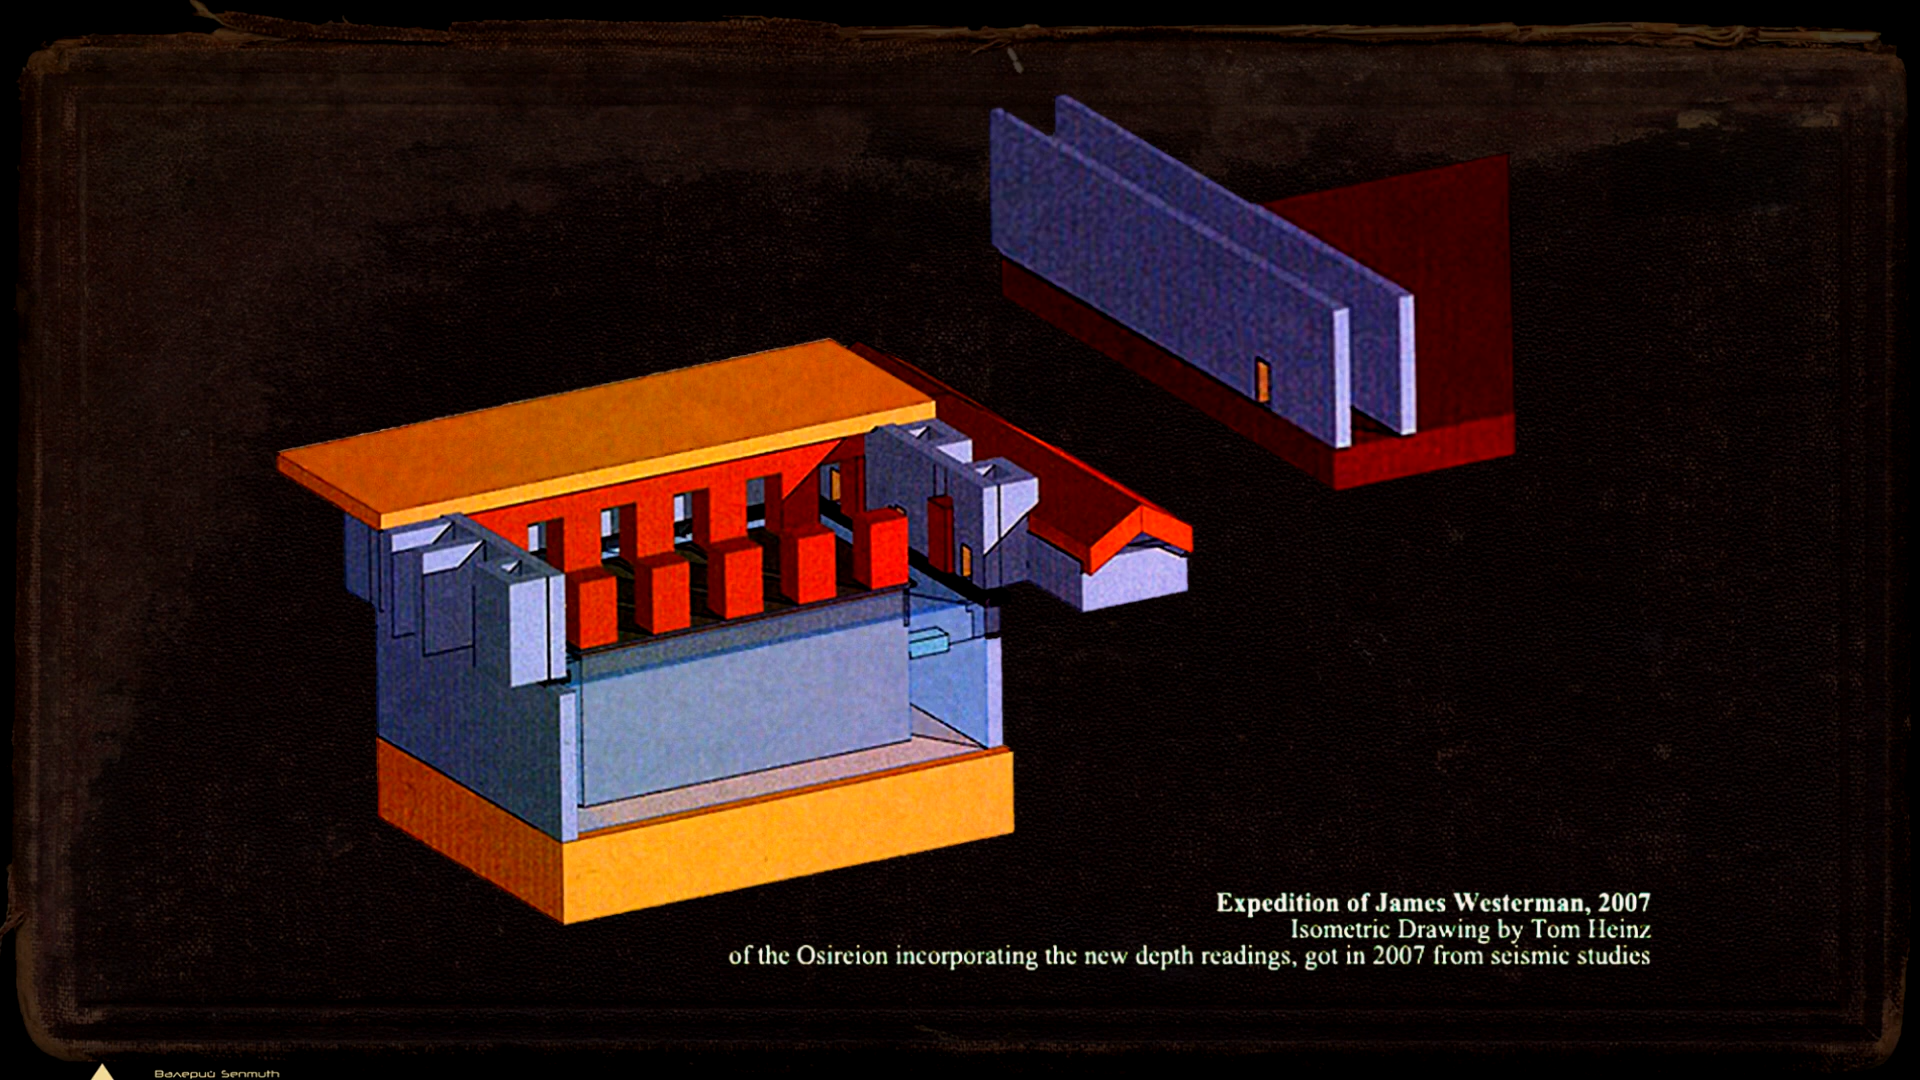 Expedition of James Westerman, 2007
Isometric Drawing by Tom Heinz
of the Osireion incorporating the new depth readings, got in 2007 from seismic studies
Валерий Senmuth